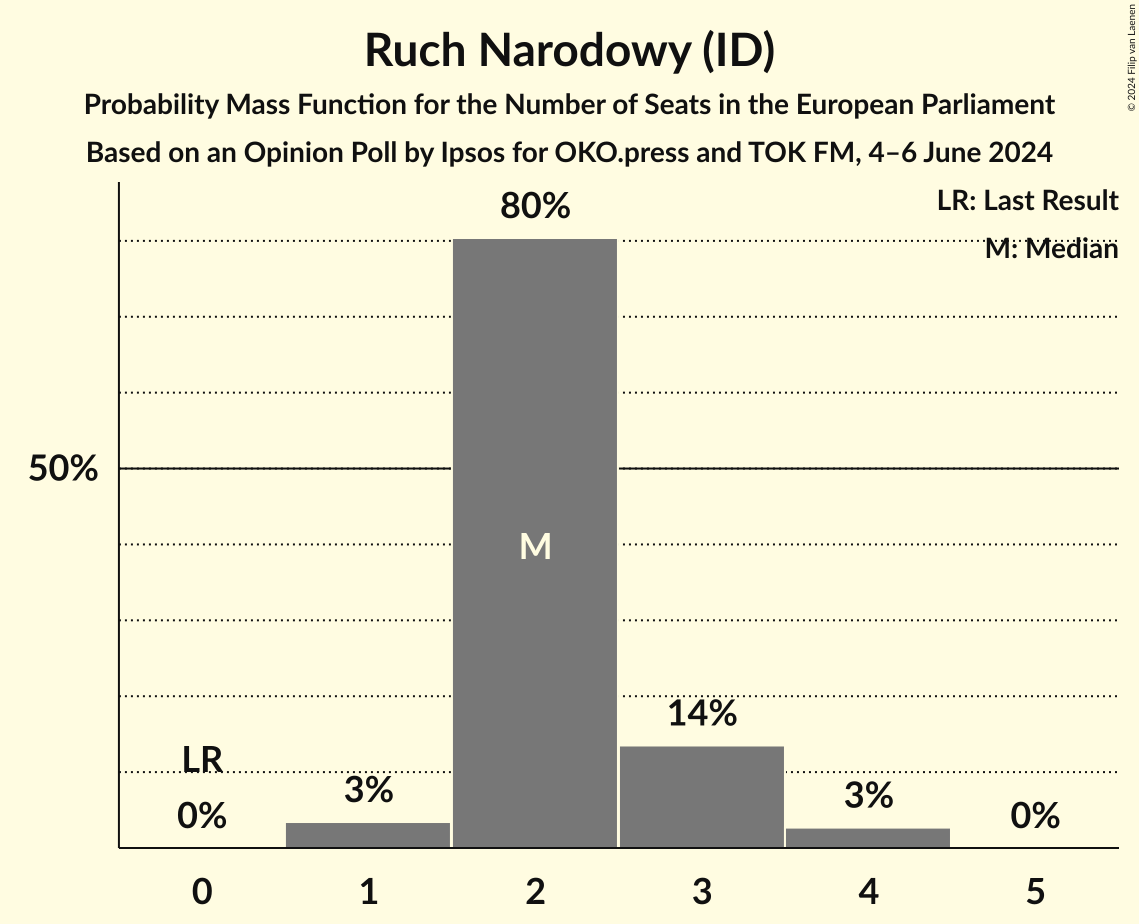 Ruch Narodowy (ID)
Probability Mass Function for the Number of Seats in the European Parliament
Based on an Opinion Poll by Ipsos for OKO.press and TOK FM, 4–6 June 2024
© 2024 Filip van Laenen
LR: Last Result
M: Median
80%
50%
M
14%
LR
3%
3%
0%
0%
0 1 2 3 4 5